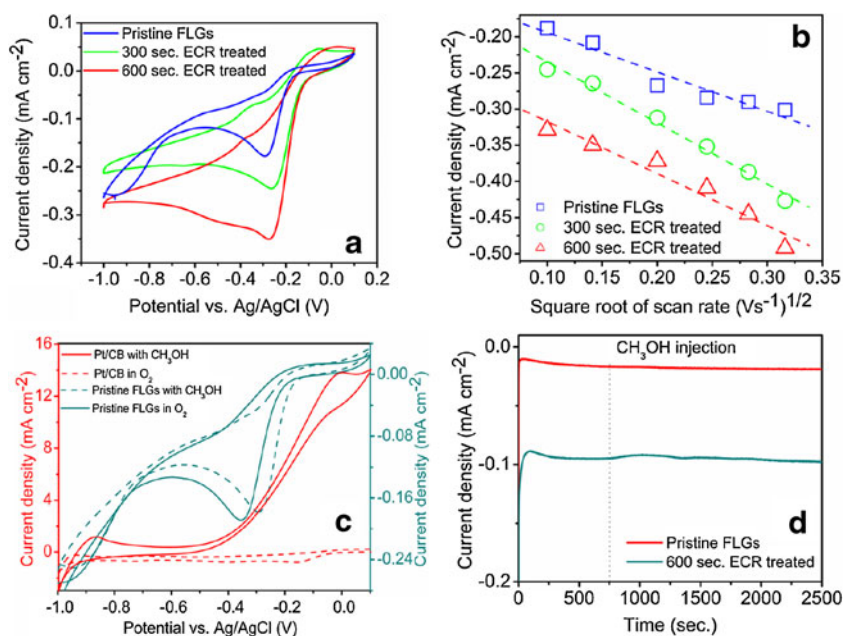 Pristine FLGs
300 sec. ECR treated
600 sec. ECR treated
0.1
0.0
-0.1
-0.2
-0.3
-0.4
-1.0 -0.8 -0.6 -0.4 -0.2 0.0 0.2
Current density (mA cm-2)
Potential vs. Ag/AgCl (V)
a
-0.20
-0.25
-0.30
-0.35
-0.40
-0.45
-0.50
0.10 0.15 0.20 0.25 0.30 0.35
Current density (mA cm-2)
Square root of scan rate (Vs-1)1/2
Pristine FLGs
300 sec. ECR treated
600 sec. ECR treated
b
Pt/CB with CH3OH
Pt/CB in O2
Pristine FLGs with CH3OH
Pristine FLGs in O2
16
14
12
8
4
0
0.00
-0.08
-0.16
-0.24
-1.0 -0.8 -0.6 -0.4 -0.2 0.0
Current density (mA cm-2)
Current density (mA cm-2)
Potential vs. Ag/AgCl (V)
c
0.0
-0.1
-0.2
0 500 1000 1500 2000 2500
CH3OH injection
Current density (mA cm-2)
Time (sec.)
Pristine FLGs
600 sec. ECR treated
d